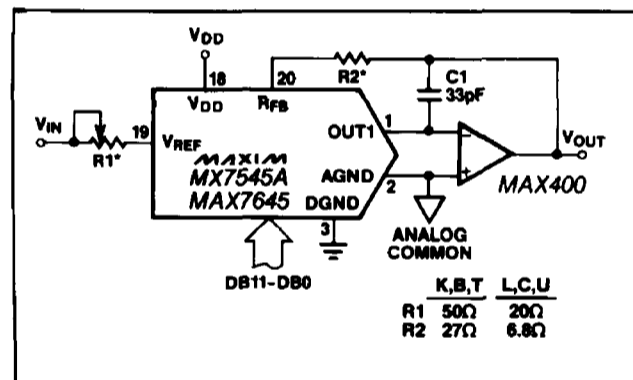 VDD
18
VDD
20
RFB
R2*
C1
33pF
VIN
R1*
19
VREF
OUT1
1
MAXIM
MX7545A
MAX7645
AGND
2
DGND
3
DB11-DB0
ANALOG
COMMON
−
+
VOUT
MAX400
K,B,T L,C,U
R1 50Ω 20Ω
R2 27Ω 6.8Ω